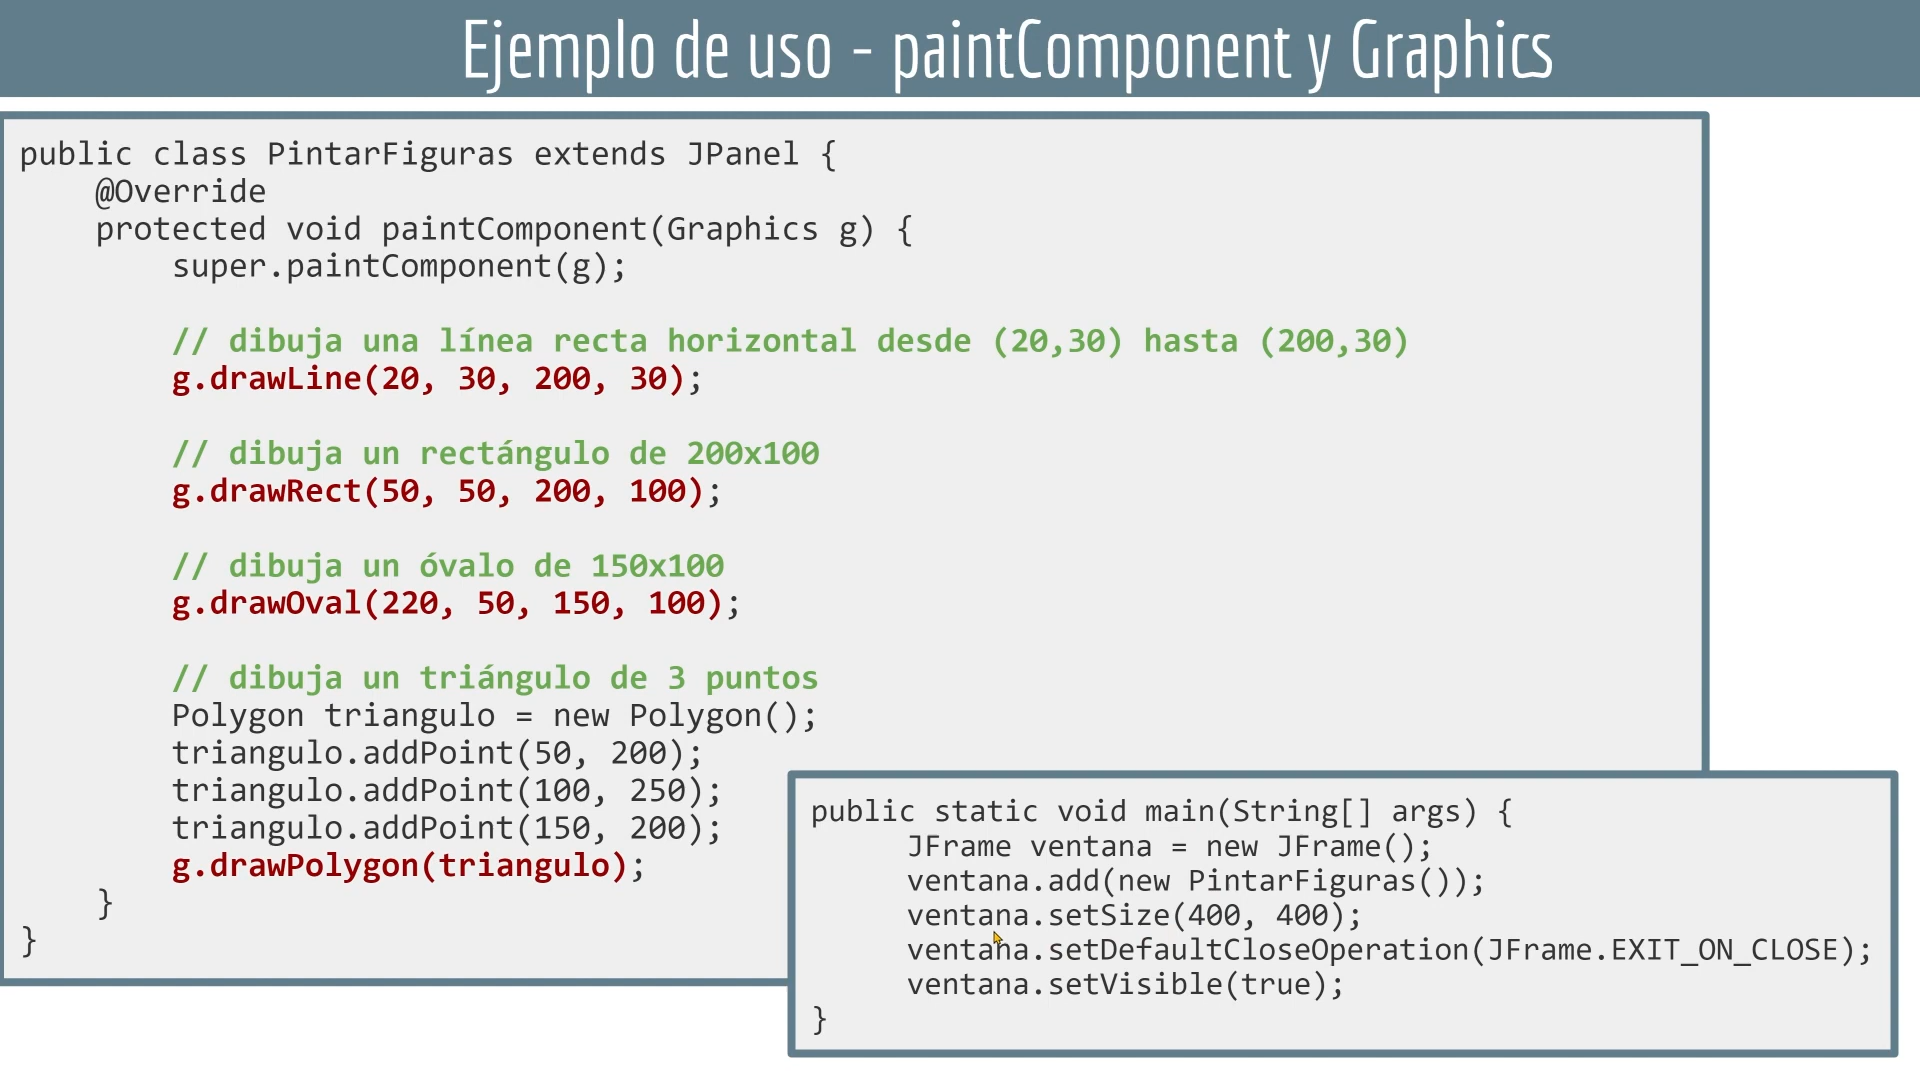 Ejemplo de uso - paintComponent y Graphics
public class PintarFiguras extends JPanel {
    @Override
    protected void paintComponent(Graphics g) {
        super.paintComponent(g);
        // dibuja una línea recta horizontal desde (20,30) hasta (200,30)
        g.drawLine(20, 30, 200, 30);
        // dibuja un rectángulo de 200x100
        g.drawRect(50, 50, 200, 100);
        // dibuja un óvalo de 150x100
        g.drawOval(220, 50, 150, 100);
        // dibuja un triángulo de 3 puntos
        Polygon triangulo = new Polygon();
        triangulo.addPoint(50, 200);
        triangulo.addPoint(100, 250);
        triangulo.addPoint(150, 200);
        g.drawPolygon(triangulo);
    }
}
public static void main(String[] args) {
    JFrame ventana = new JFrame();
    ventana.add(new PintarFiguras());
    ventana.setSize(400, 400);
    ventana.setDefaultCloseOperation(JFrame.EXIT_ON_CLOSE);
    ventana.setVisible(true);
}